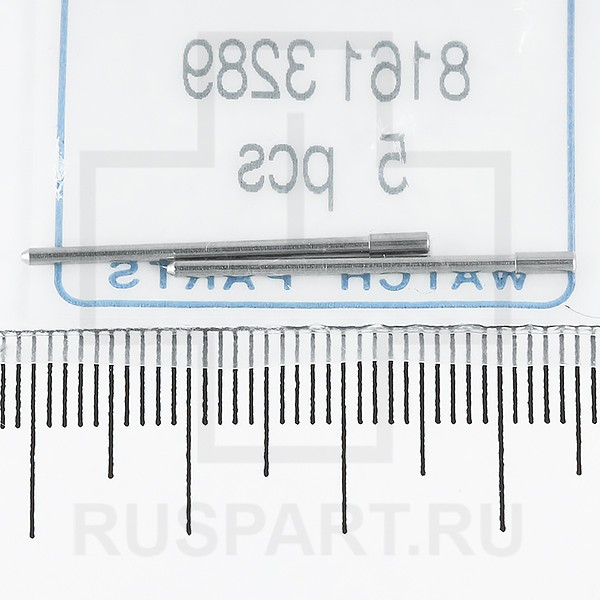 8161 3289
5 pcs
WATCH PARTS
RUSPART.RU